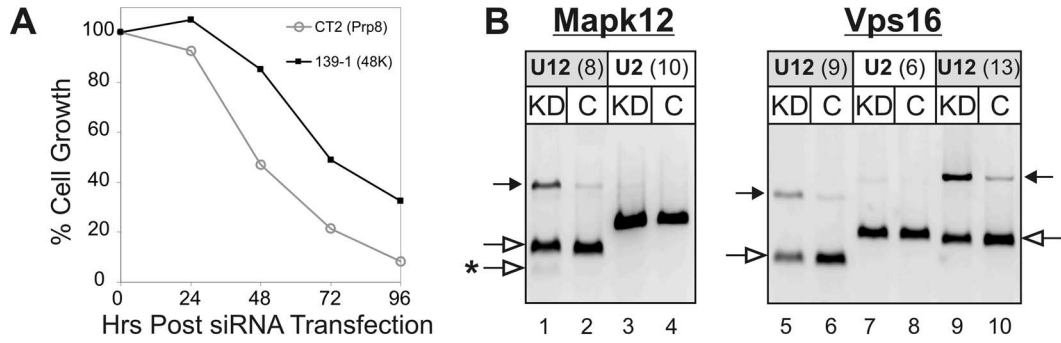 A
100
80
60
40
20
0
% Cell Growth
CT2 (Prp8)
139-1 (48K)
0 24 48 72 96
Hrs Post siRNA Transfection
B
Mapk12
U12 (8) U2 (10)
KD C KD C
*
1 2 3 4
Vps16
U12 (9) U2 (6) U12 (13)
KD C KD C KD C
5 6 7 8 9 10